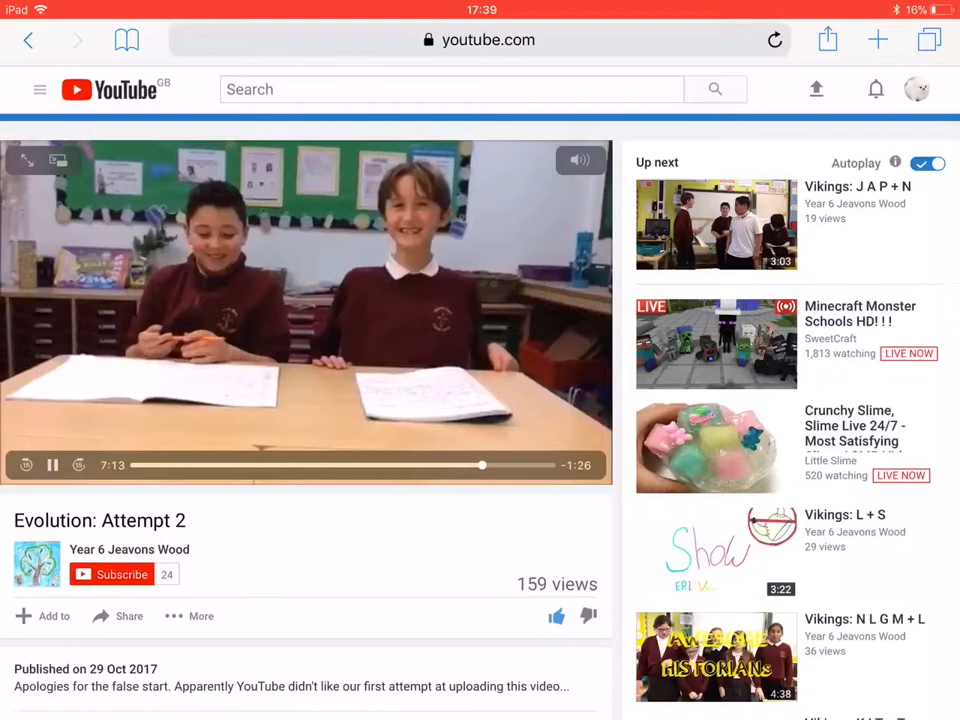 iPad 17:39 16%
youtube.com
YouTube GB Search
Up next Autoplay
Vikings: J A P + N
Year 6 Jeavons Wood
19 views
3:03
LIVE
Minecraft Monster
Schools HD! ! !
SweetCraft
1,813 watching LIVE NOW
Crunchy Slime,
Slime Live 24/7 -
Most Satisfying
Little Slime
520 watching LIVE NOW
Vikings: L + S
Year 6 Jeavons Wood
29 views
Show
3:22
Vikings: N L G M + L
Year 6 Jeavons Wood
36 views
AWESOME
HISTORIANs
4:38
15 15 7:13 -1:26
Evolution: Attempt 2
Year 6 Jeavons Wood
Subscribe 24
159 views
Add to Share More
Published on 29 Oct 2017
Apologies for the false start. Apparently YouTube didn't like our first attempt at uploading this video...